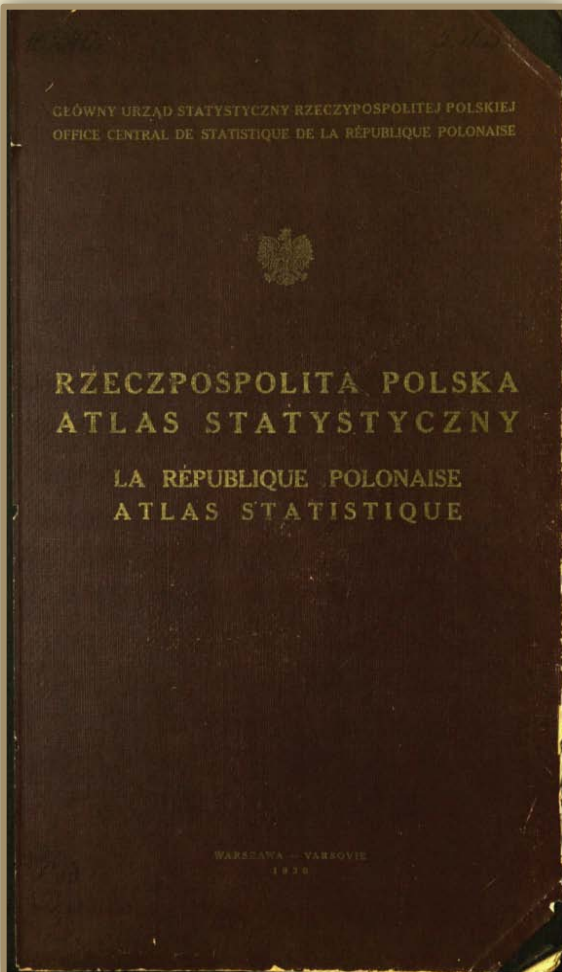 GŁÓWNY URZĄD STATYSTYCZNY RZECZYPOSPOLITEJ POLSKIEJ
OFFICE CENTRAL DE STATISTIQUE DE LA RÉPUBLIQUE POLONAISE
RZECZPOSPOLITA POLSKA
ATLAS STATYSTYCZNY
LA RÉPUBLIQUE POLONAISE
ATLAS STATISTIQUE
WARSZAWA — VARSOVIE
1930